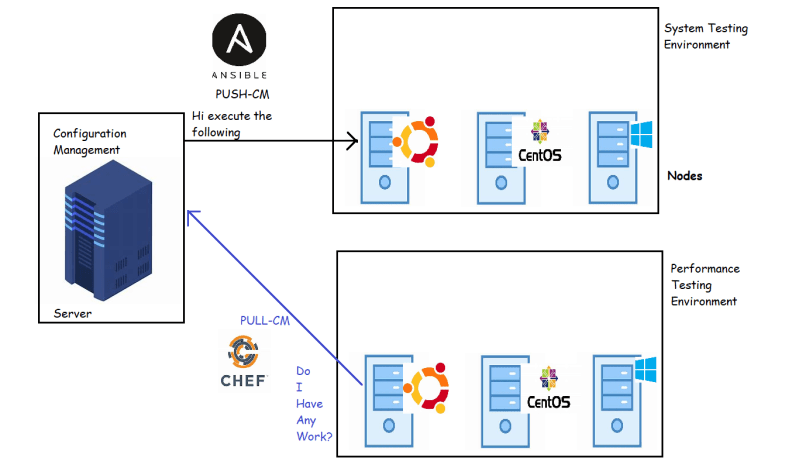 ANSIBLE
PUSH-CM
Hi execute the
following
System Testing
Environment
Configuration
Management
CentOS
Nodes
Server
PULL-CM
CHEF
Do
I
Have
Any
Work?
Performance
Testing
Environment
CentOS